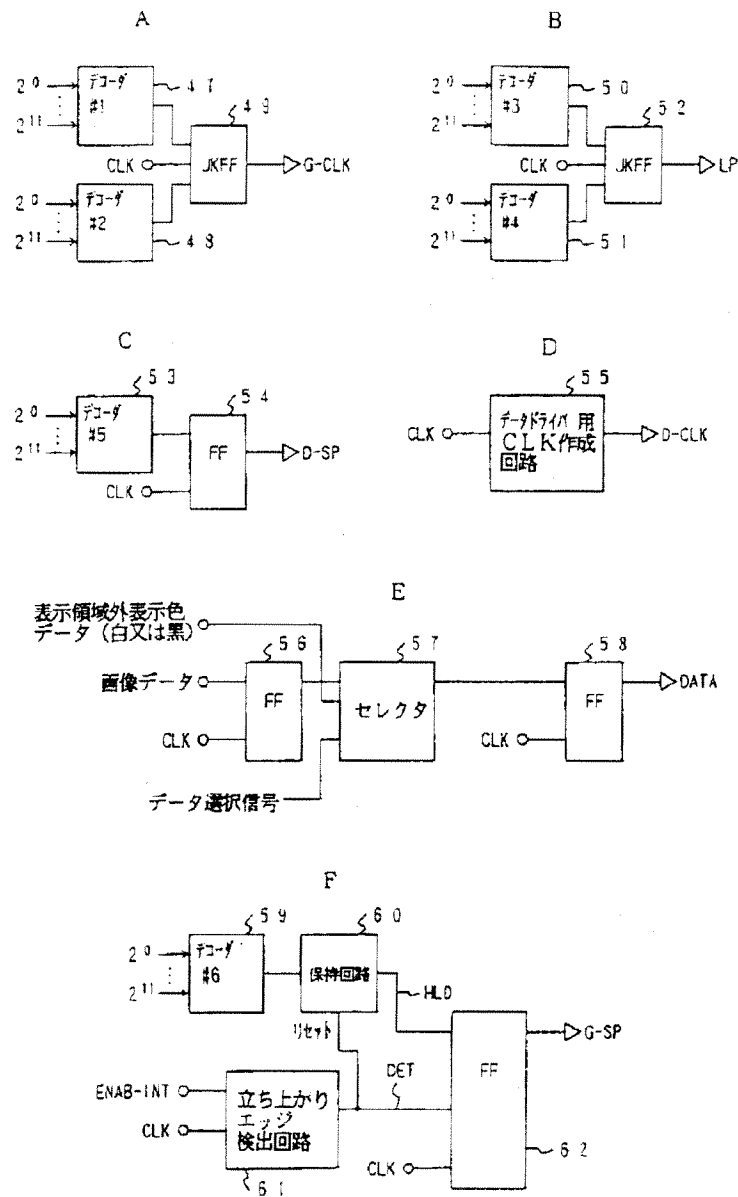 A
2⁰
2¹¹
デコーダ
#1
47
49
CLK
JKFF
G-CLK
2⁰
2¹¹
デコーダ
#2
48
B
2⁰
2¹¹
デコーダ
#3
50
52
CLK
JKFF
LP
2⁰
2¹¹
デコーダ
#4
51
C
53
54
2⁰
2¹¹
デコーダ
#5
FF
D-SP
CLK
D
55
CLK
データドライバ用
CLK作成
回路
D-CLK
E
表示領域外表示色
データ(白又は黒)
56
57
58
画像データ
FF
セレクタ
FF
DATA
CLK
CLK
データ選択信号
F
59
60
2⁰
2¹¹
デコーダ
#6
保持回路
HLD
リセット
FF
G-SP
DET
ENAB-INT
CLK
立ち上がり
エッジ
検出回路
61
CLK
62